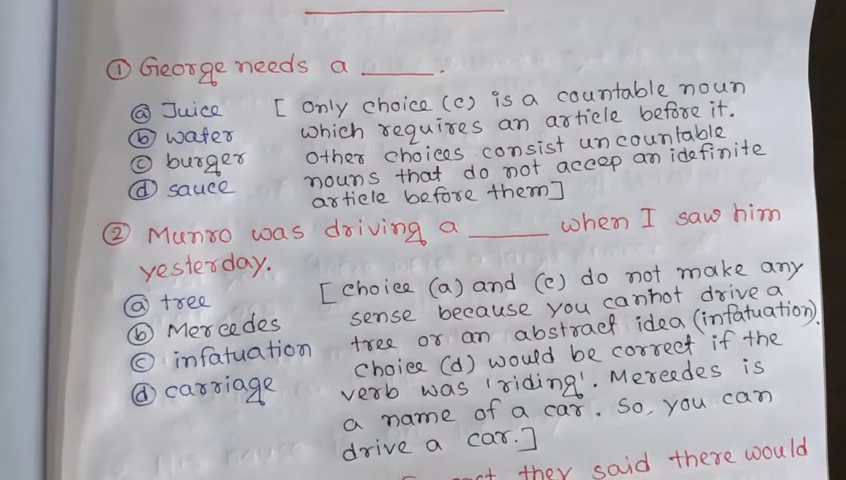 ① George needs a _____.
ⓐ Juice [ Only choice (c) is a countable noun
ⓑ water which requires an article before it.
ⓒ burger other choices consist uncountable
ⓓ sauce nouns that do not accep an idefinite
article before them]
② Munro was driving a _____ when I saw him
yesterday.
ⓐ tree [choice (a) and (c) do not make any
ⓑ Mercedes sense because you cannot drive a
ⓒ infatuation tree or an abstract idea (infatuation).
ⓓ carriage choice (d) would be correct if the
verb was 'riding'. Mercedes is
a name of a car. So, you can
drive a car.]
they said there would